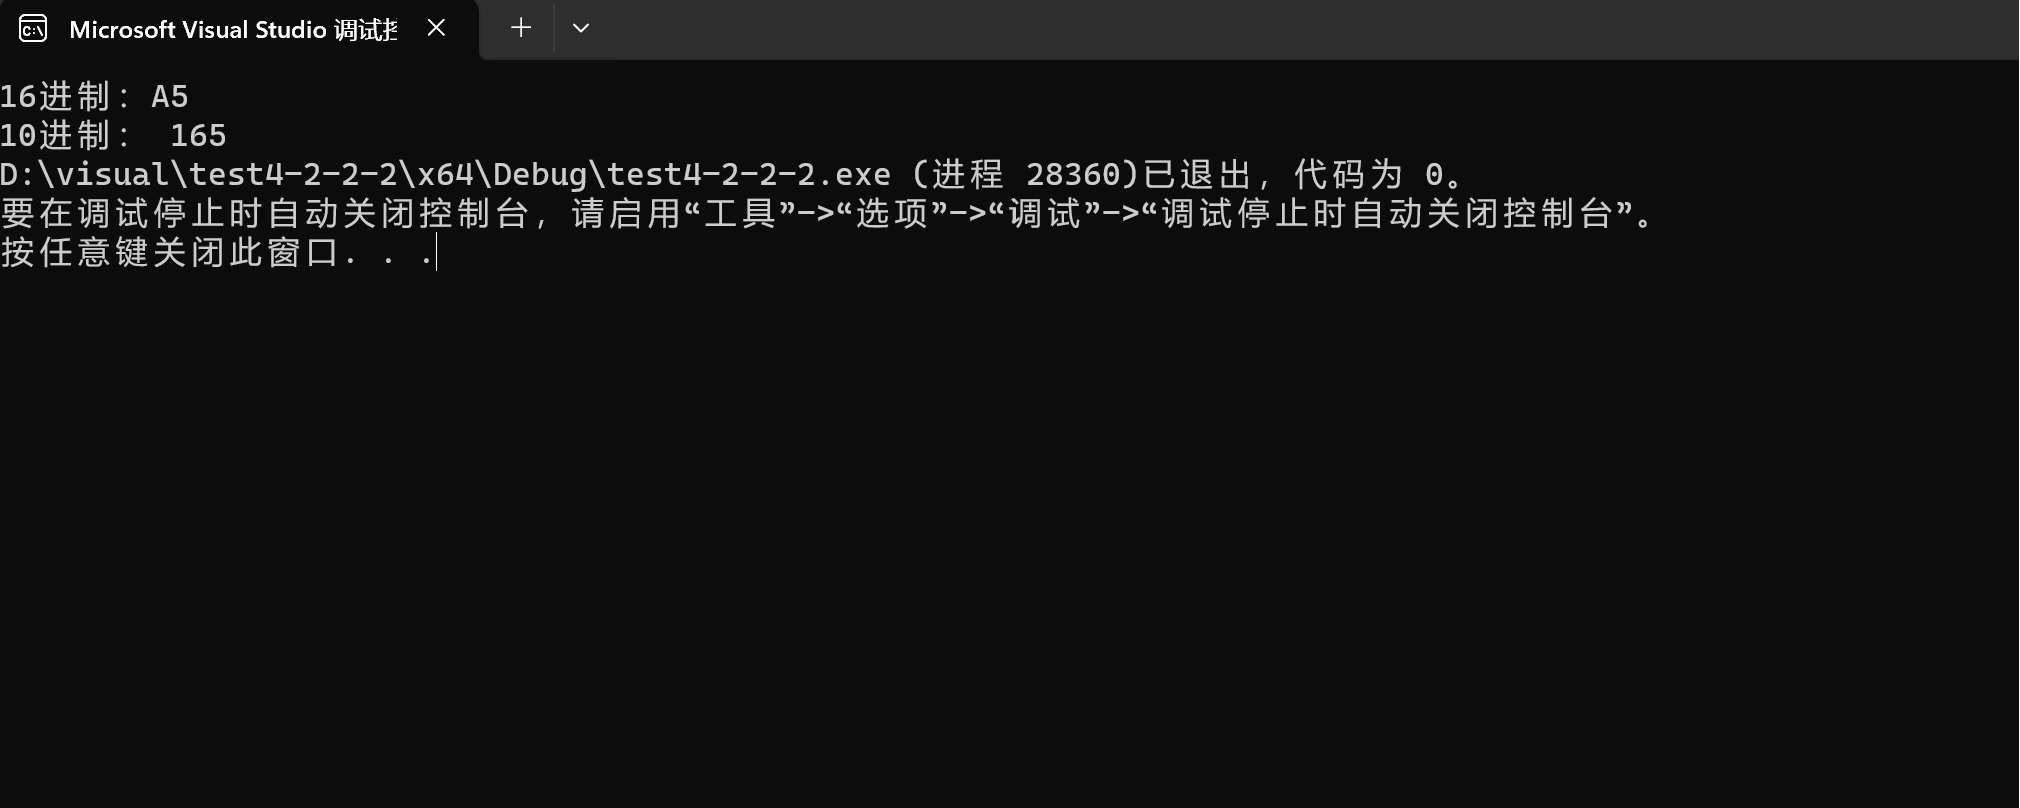 Microsoft Visual Studio 调试控
16进制：A5
10进制： 165
D:\visual\test4-2-2-2\x64\Debug\test4-2-2-2.exe (进程 28360)已退出，代码为 0。
要在调试停止时自动关闭控制台，请启用“工具”->“选项”->“调试”->“调试停止时自动关闭控制台”。
按任意键关闭此窗口. . .